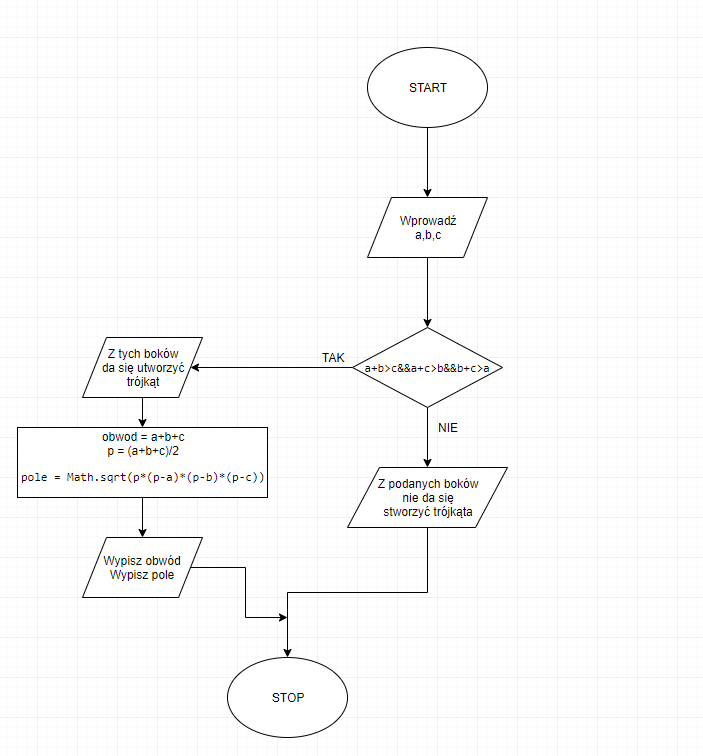 START
Wprowadź
a,b,c
a+b>c&&a+c>b&&b+c>a
TAK
Z tych boków
da się utworzyć
trójkąt
obwod = a+b+c
p = (a+b+c)/2
pole = Math.sqrt(p*(p-a)*(p-b)*(p-c))
Wypisz obwód
Wypisz pole
NIE
Z podanych boków
nie da się
stworzyć trójkąta
STOP